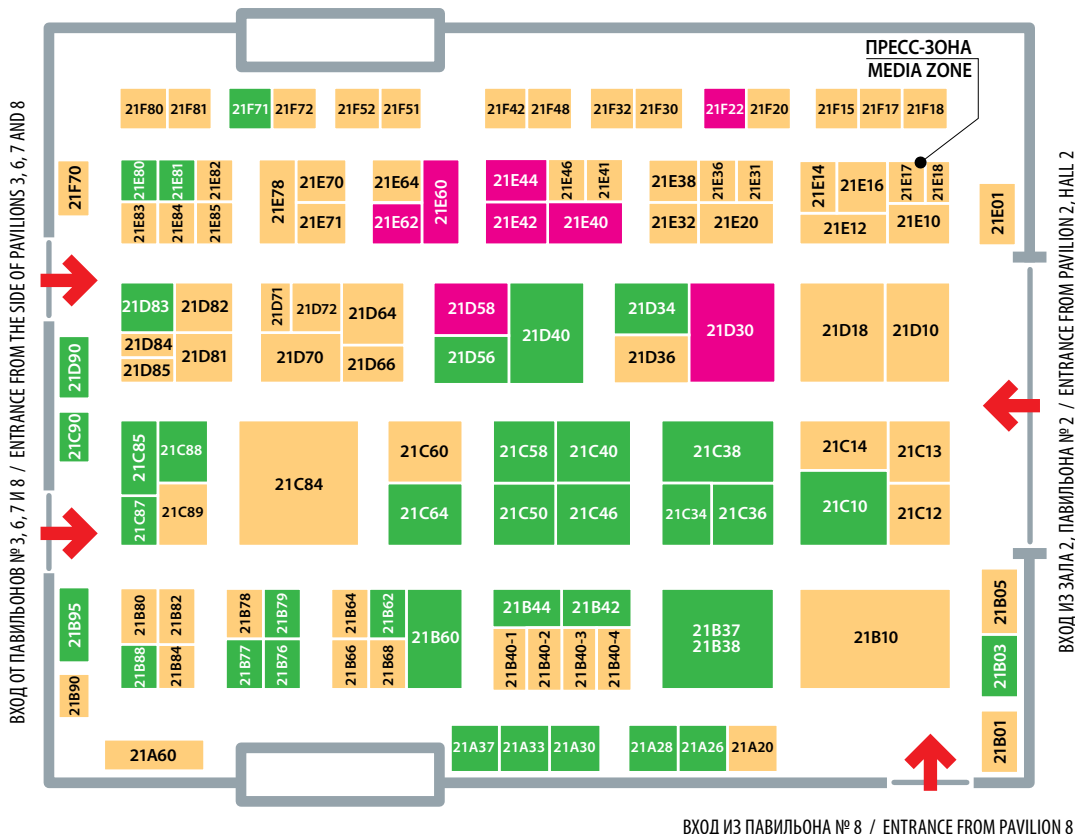 ПРЕСС-ЗОНА
MEDIA ZONE
21F80 21F81 21F71 21F72 21F52 21F51 21F42 21F48 21F32 21F30 21F22 21F20 21F15 21F17 21F18
21F70
21E80 21E81 21E82
21E83 21E84 21E85
21E78 21E70
21E71
21E64 21E60
21E62
21E44 21E46 21E41
21E42 21E40
21E38 21E36 21E31
21E32 21E20
21E14 21E16 21E17 21E18
21E12 21E10
21E01
21D90
21D83 21D82
21D84 21D81
21D85
21D71 21D72 21D64
21D70 21D66
21D58 21D40
21D56
21D34 21D30
21D36
21D18 21D10
21C90
21C85 21C88
21C87 21C89
21C84
21C60
21C64
21C58 21C40
21C50 21C46
21C38
21C34 21C36
21C14 21C13
21C10 21C12
21B95
21B90
21B80 21B82
21B88 21B84
21B78 21B79
21B77 21B76
21B64 21B62 21B60
21B66 21B68
21B44 21B42
21B40-1 21B40-2 21B40-3 21B40-4
21B37
21B38
21B10
21B05
21B03
21B01
21A60 21A37 21A33 21A30 21A28 21A26 21A20
ВХОД ОТ ПАВИЛЬОНОВ № 3, 6, 7 И 8 / ENTRANCE FROM THE SIDE OF PAVILIONS 3, 6, 7 AND 8
ВХОД ИЗ ЗАЛА 2, ПАВИЛЬОНА № 2 / ENTRANCE FROM PAVILION 2, HALL 2
ВХОД ИЗ ПАВИЛЬОНА № 8 / ENTRANCE FROM PAVILION 8